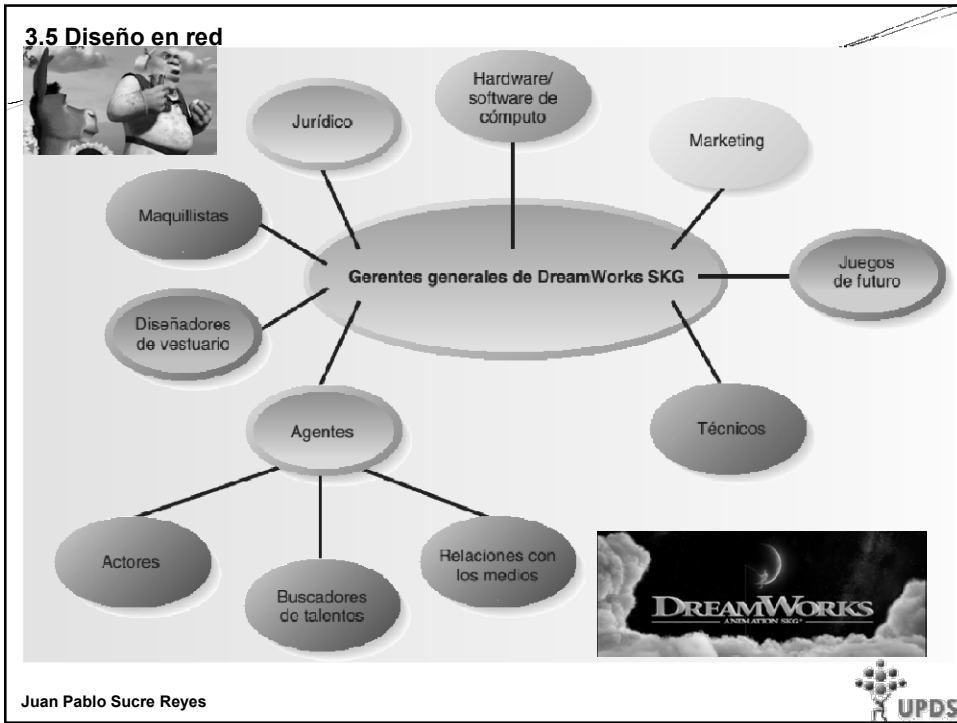 3.5 Diseño en red
Hardware/
software de
cómputo
Jurídico
Marketing
Maquillistas
Gerentes generales de DreamWorks SKG
Juegos
de futuro
Diseñadores
de vestuario
Agentes
Técnicos
Actores
Relaciones con
los medios
Buscadores
de talentos
DREAMWORKS
ANIMATION SKG
Juan Pablo Sucre Reyes
UPDS